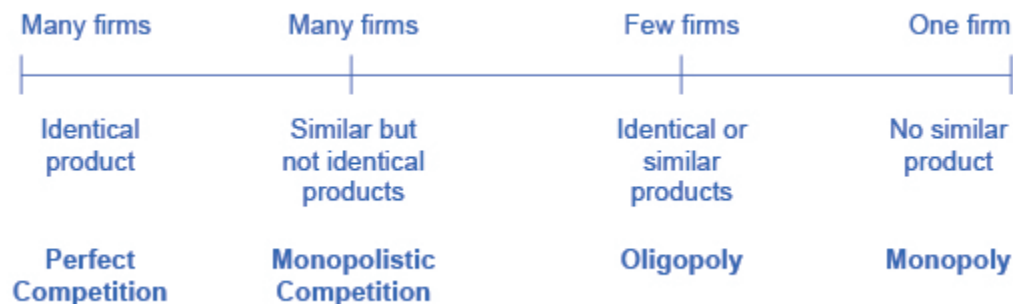 Many firms Many firms Few firms One firm
Identical Similar but Identical or No similar
product not identical similar product
products products
Perfect Monopolistic Oligopoly Monopoly
Competition Competition